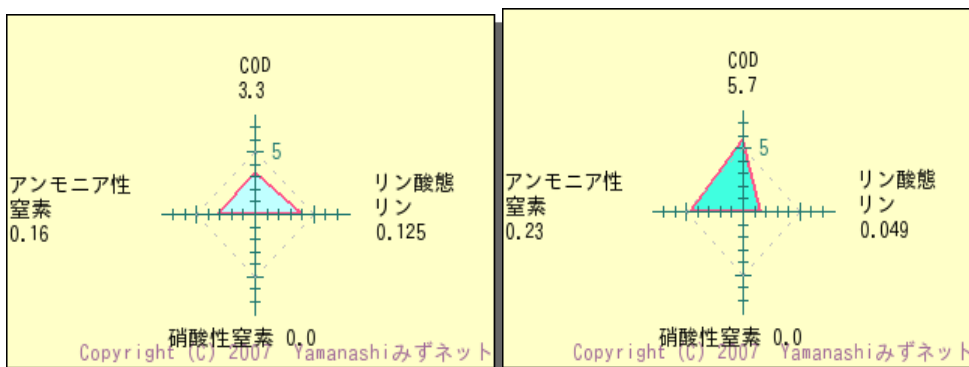 COD
3.3
5
アンモニア性
窒素
0.16
リン酸態
リン
0.125
硝酸性窒素 0.0
Copyright (C) 2007 Yamanashiみずネット
COD
5.7
5
アンモニア性
窒素
0.23
リン酸態
リン
0.049
硝酸性窒素 0.0
Copyright (C) 2007 Yamanashiみずネット